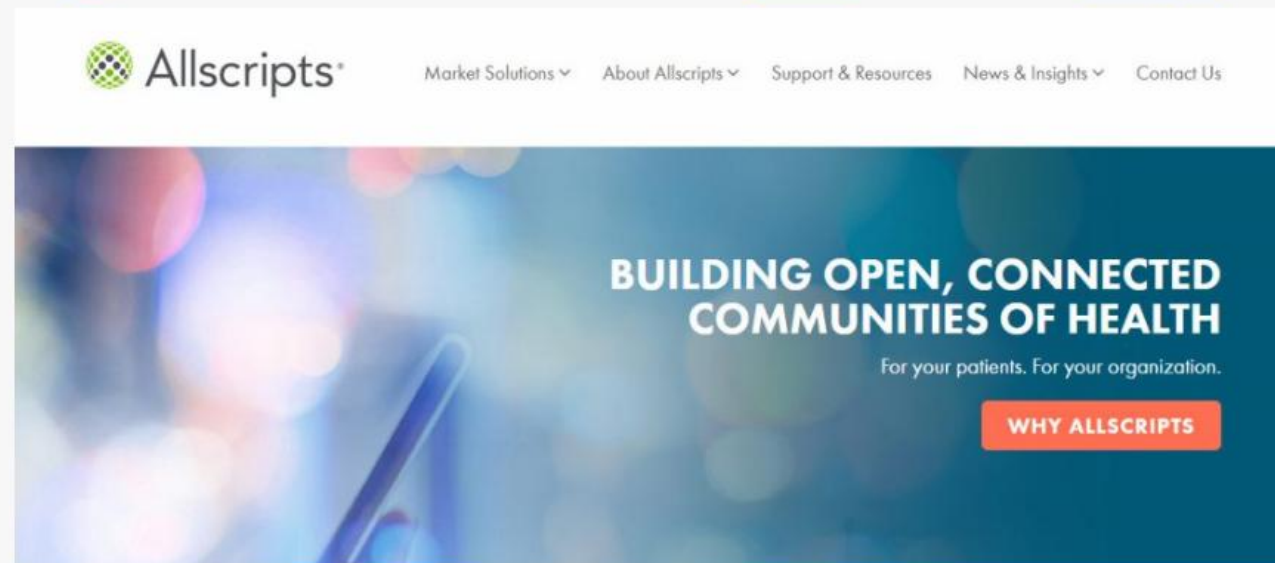 Allscripts®
Market Solutions About Allscripts Support & Resources News & Insights Contact Us
BUILDING OPEN, CONNECTED
COMMUNITIES OF HEALTH
For your patients. For your organization.
WHY ALLSCRIPTS